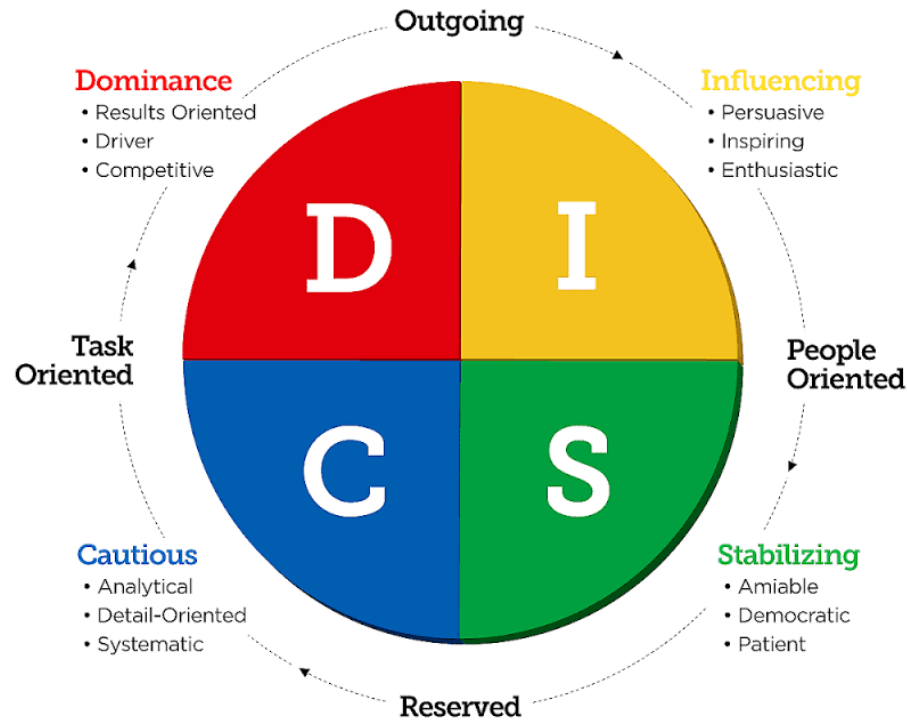 Outgoing
Dominance
• Results Oriented
• Driver
• Competitive
Influencing
• Persuasive
• Inspiring
• Enthusiastic
D
I
Task
Oriented
People
Oriented
C
S
Cautious
• Analytical
• Detail-Oriented
• Systematic
Stabilizing
• Amiable
• Democratic
• Patient
Reserved